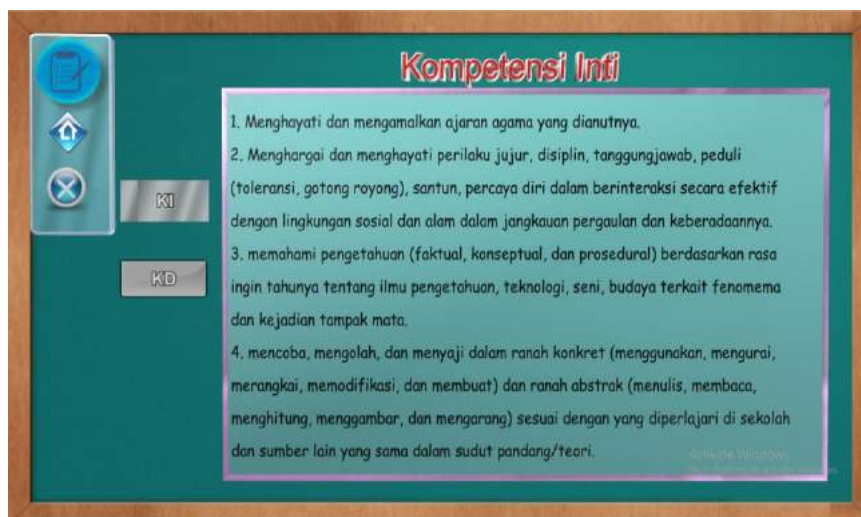 Kompetensi Inti
1. Menghayati dan mengamalkan ajaran agama yang dianutnya.
2. Menghargai dan menghayati perilaku jujur, disiplin, tanggungjawab, peduli
(toleransi, gotong royong), santun, percaya diri dalam berinteraksi secara efektif
dengan lingkungan sosial dan alam dalam jangkauan pergaulan dan keberadaannya.
3. memahami pengetahuan (faktual, konseptual, dan prosedural) berdasarkan rasa
ingin tahunya tentang ilmu pengetahuan, teknologi, seni, budaya terkait fenomema
dan kejadian tampak mata.
4. mencoba, mengolah, dan menyaji dalam ranah konkret (menggunakan, mengurai,
merangkai, memodifikasi, dan membuat) dan ranah abstrak (menulis, membaca,
menghitung, menggambar, dan mengarang) sesuai dengan yang diperlajari di sekolah
dan sumber lain yang sama dalam sudut pandang/teori.
KI
KD
Activate Windows